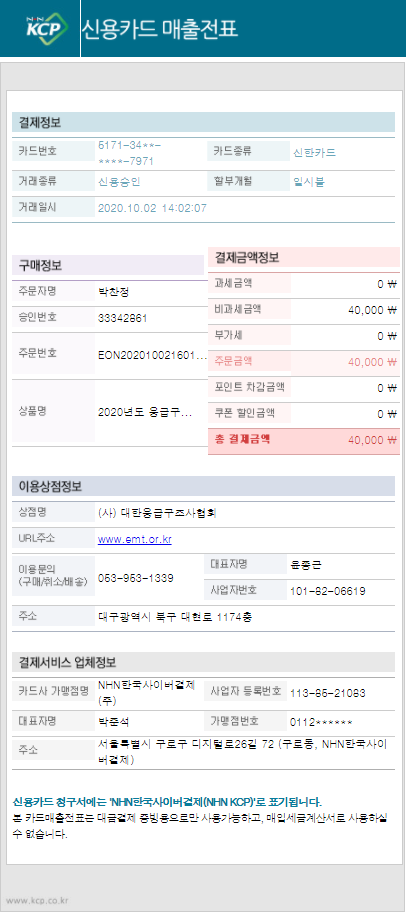 NHN KCP 신용카드 매출전표
결제정보
카드번호 5171-34**-****-7971 카드종류 신한카드
거래종류 신용승인 할부개월 일시불
거래일시 2020.10.02 14:02:07
구매정보
주문자명 박찬정
승인번호 33342861
주문번호 EON202010021601...
상품명 2020년도 응급구...
결제금액정보
과세금액 0 ₩
비과세금액 40,000 ₩
부가세 0 ₩
주문금액 40,000 ₩
포인트 차감금액 0 ₩
쿠폰 할인금액 0 ₩
총 결제금액 40,000 ₩
이용상점정보
상점명 (사) 대한응급구조사협회
URL주소 www.emt.or.kr
이용문의
(구매/취소/배송) 053-953-1339
대표자명 윤종근
사업자번호 101-82-06619
주소 대구광역시 북구 대현로 1174층
결제서비스 업체정보
카드사 가맹점명 NHN한국사이버결제
(주)
사업자 등록번호 113-85-21083
대표자명 박준석 가맹점번호 0112******
주소 서울특별시 구로구 디지털로26길 72 (구로동, NHN한국사이
버결제)
신용카드 청구서에는 'NHN한국사이버결제(NHN KCP)'로 표기됩니다.
본 카드매출전표는 대금결제 증빙용으로만 사용가능하고, 매입세금계산서로 사용하실
수 없습니다.
www.kcp.co.kr